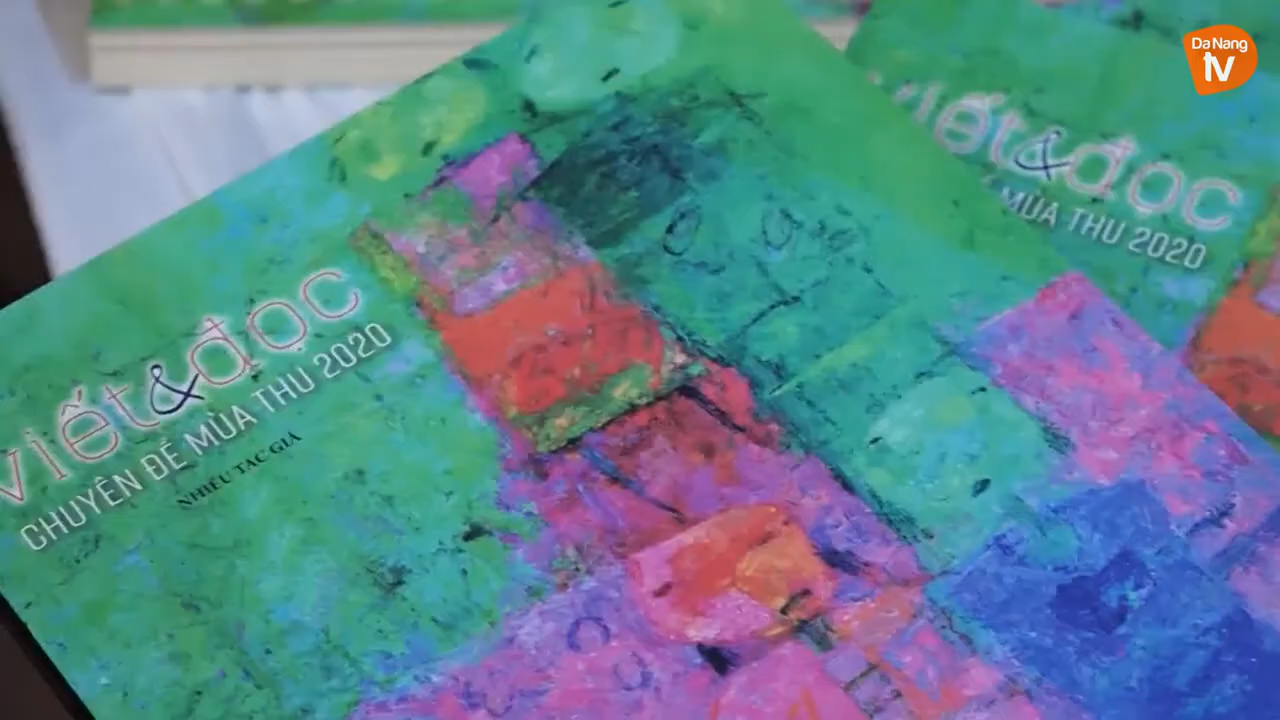 viết&đọc
CHUYÊN ĐỀ MÙA THU 2020
NHIỀU TÁC GIẢ
viết&đọc
MÙA THU 2020
Da Nang
tv